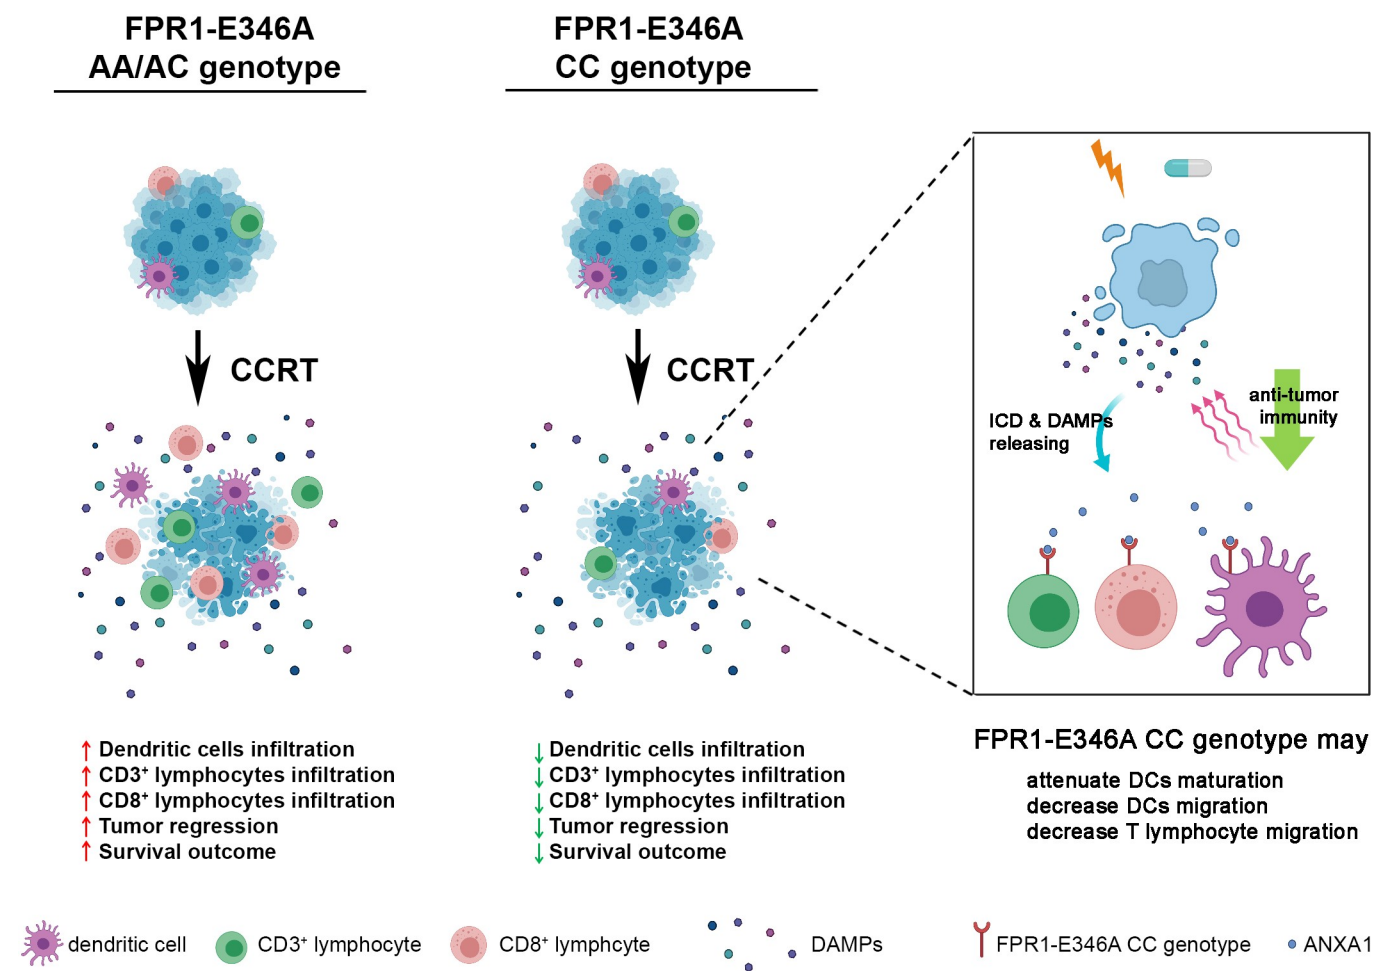 FPR1-E346A
AA/AC genotype
FPR1-E346A
CC genotype
CCRT
CCRT
ICD & DAMPs
releasing
anti-tumor
immunity
↑ Dendritic cells infiltration
↑ CD3⁺ lymphocytes infiltration
↑ CD8⁺ lymphocytes infiltration
↑ Tumor regression
↑ Survival outcome
↓ Dendritic cells infiltration
↓ CD3⁺ lymphocytes infiltration
↓ CD8⁺ lymphocytes infiltration
↓ Tumor regression
↓ Survival outcome
FPR1-E346A CC genotype may
attenuate DCs maturation
decrease DCs migration
decrease T lymphocyte migration
dendritic cell
CD3⁺ lymphocyte
CD8⁺ lymphcyte
DAMPs
FPR1-E346A CC genotype
ANXA1